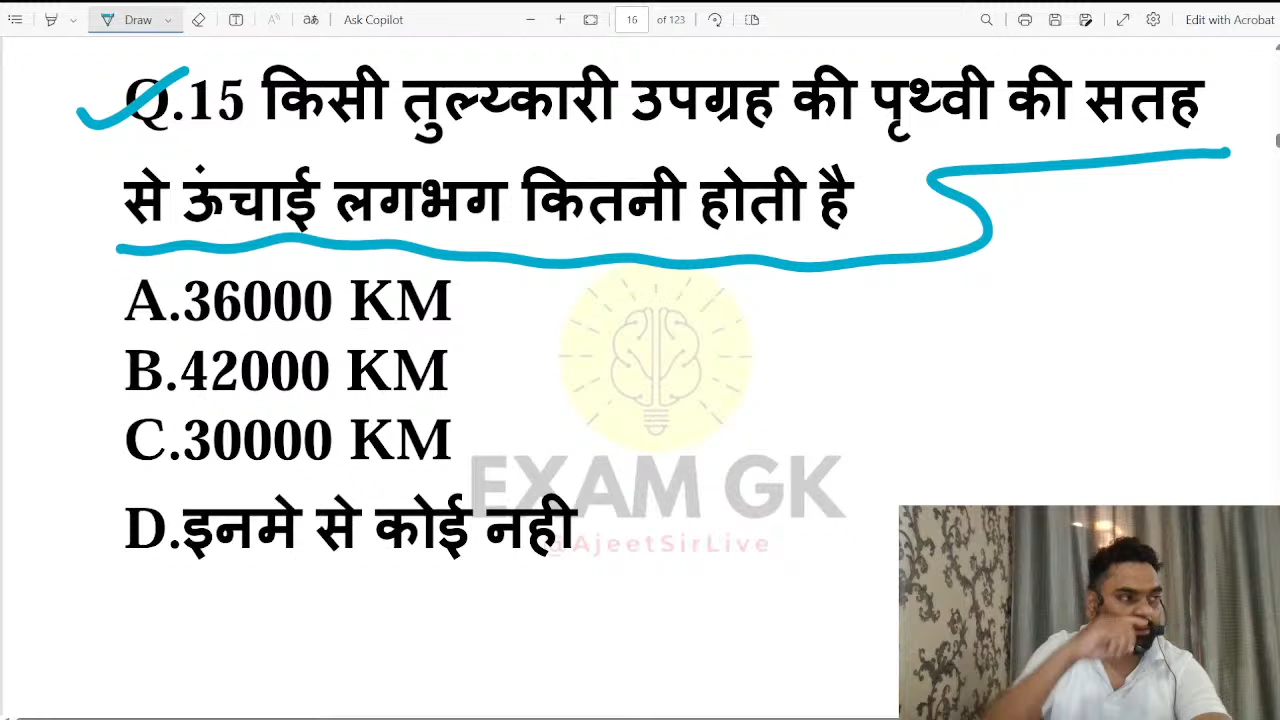 Draw
Ask Copilot
16 of 123
Edit with Acrobat
Q.15 किसी तुल्य्कारी उपग्रह की पृथ्वी की सतह
से ऊंचाई लगभग कितनी होती है
A.36000 KM
B.42000 KM
C.30000 KM
D.इनमे से कोई नही
EXAM GK
@AjeetSirLive